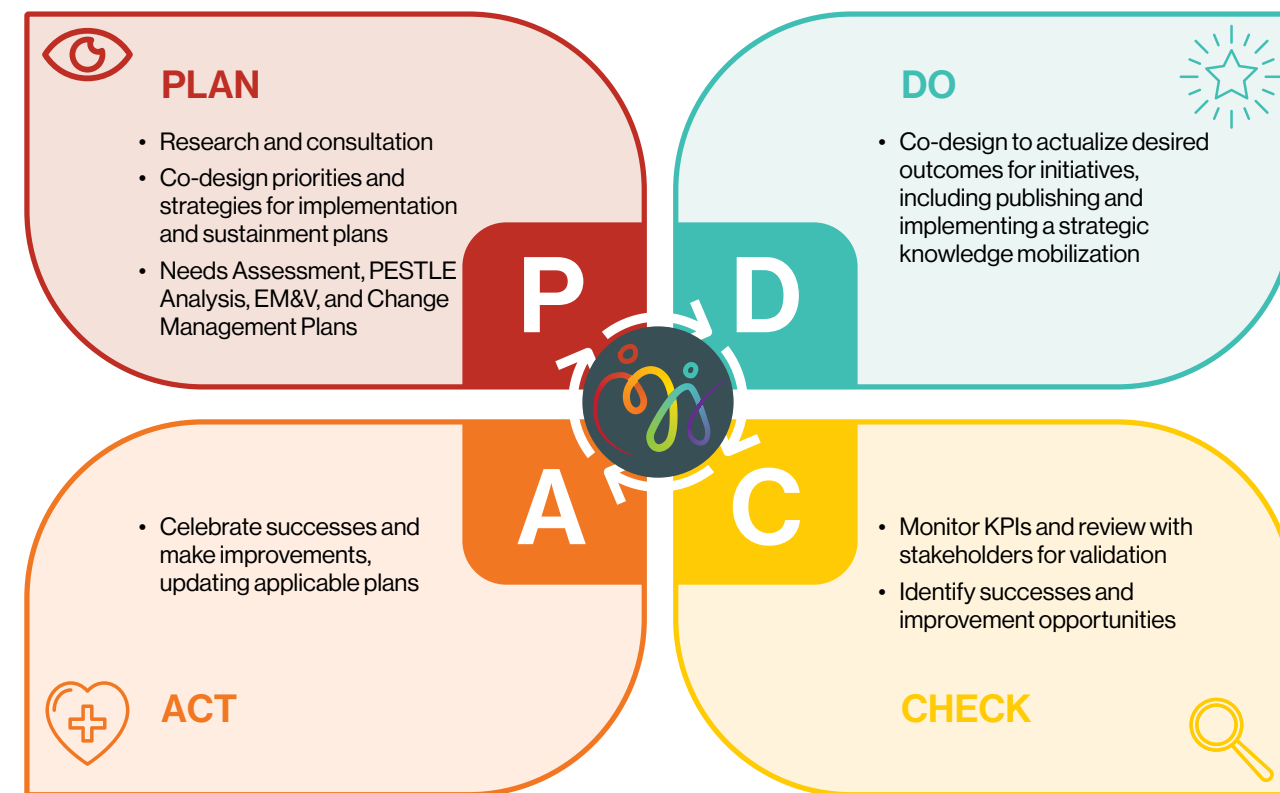 PLAN
• Research and consultation
• Co-design priorities and
strategies for implementation
and sustainment plans
• Needs Assessment, PESTLE
Analysis, EM&V, and Change
Management Plans
P
DO
• Co-design to actualize desired
outcomes for initiatives,
including publishing and
implementing a strategic
knowledge mobilization
D
A
• Celebrate successes and
make improvements,
updating applicable plans
ACT
C
• Monitor KPIs and review with
stakeholders for validation
• Identify successes and
improvement opportunities
CHECK